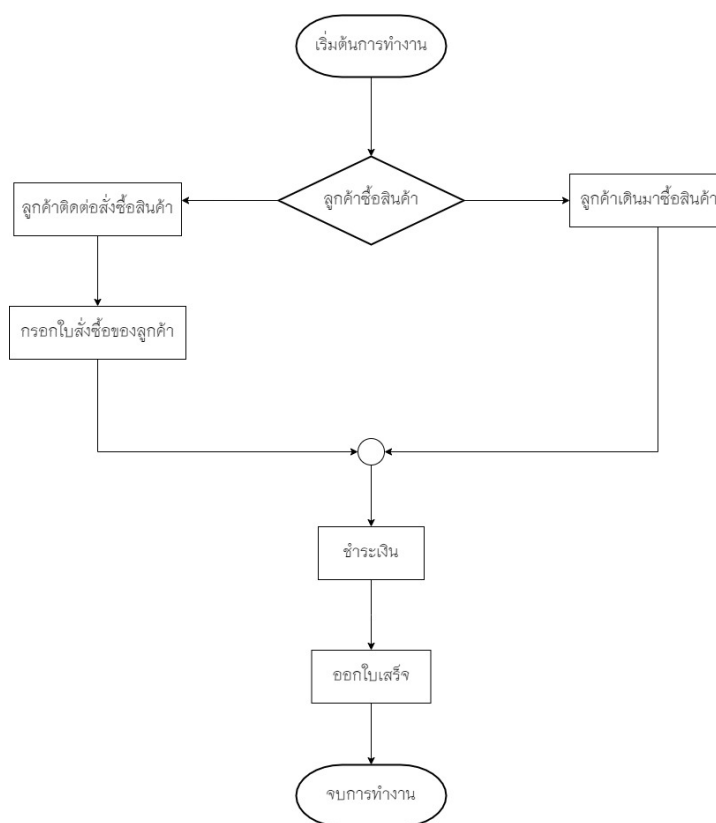 เริ่มต้นการทำงาน
ลูกค้าซื้อสินค้า
ลูกค้าติดต่อสั่งซื้อสินค้า
ลูกค้าเดินมาซื้อสินค้า
กรอกใบสั่งซื้อของลูกค้า
ชำระเงิน
ออกใบเสร็จ
จบการทำงาน